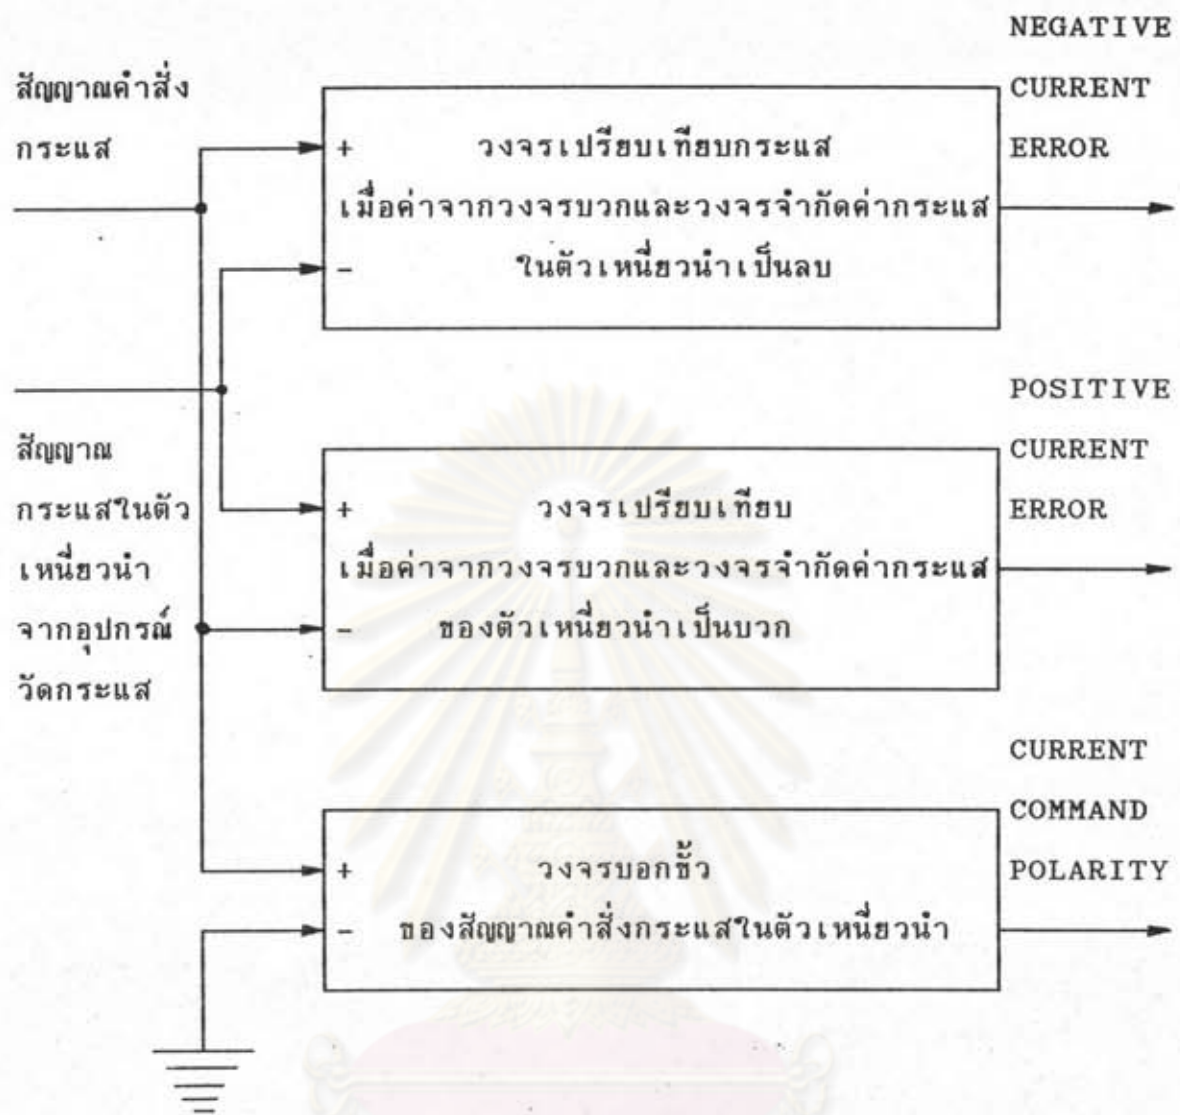 สัญญาณคำสั่ง
กระแส
+ วงจรเปรียบเทียบกระแส
เมื่อค่าจากวงจรบวกและวงจรจำกัดค่ากระแส
- ในตัวเหนี่ยวนำเป็นลบ
NEGATIVE
CURRENT
ERROR
สัญญาณ
กระแสในตัว
เหนี่ยวนำ
จากอุปกรณ์
วัดกระแส
+ วงจรเปรียบเทียบ
เมื่อค่าจากวงจรบวกและวงจรจำกัดค่ากระแส
- ของตัวเหนี่ยวนำเป็นบวก
POSITIVE
CURRENT
ERROR
+ วงจรบอกขั้ว
- ของสัญญาณคำสั่งกระแสในตัวเหนี่ยวนำ
CURRENT
COMMAND
POLARITY